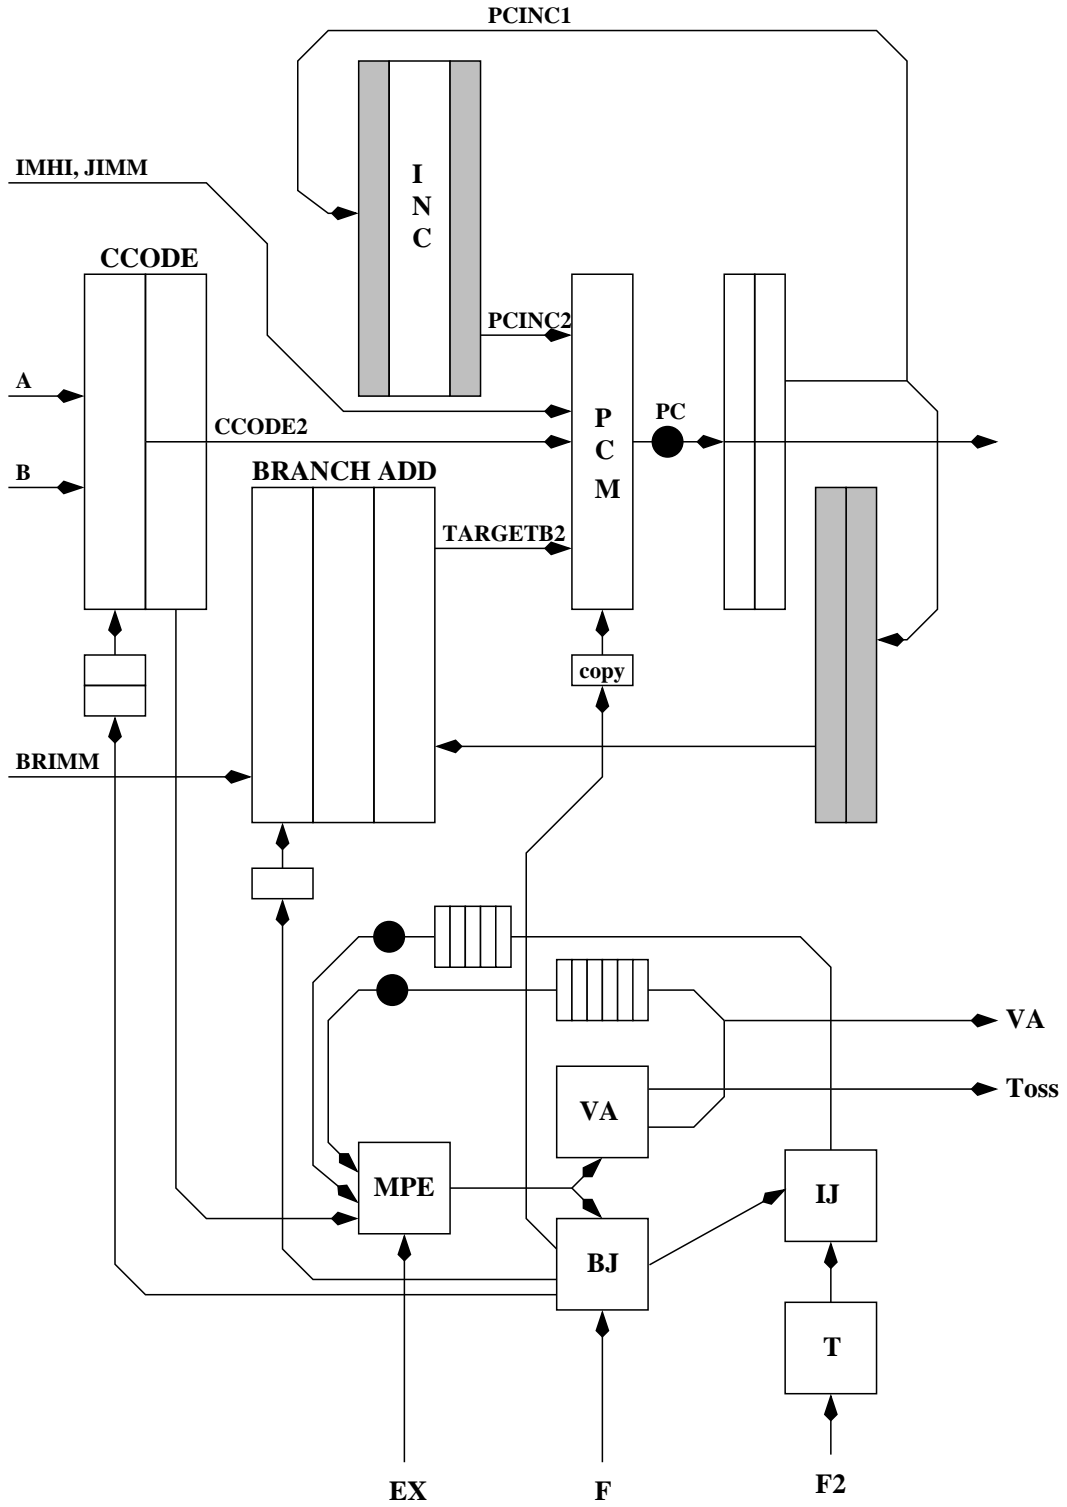 PCINC1
IMHI, JIMM
I
N
C
CCODE
PCINC2
A
P
C
M
PC
CCODE2
B
BRANCH ADD
TARGETB2
copy
BRIMM
VA
Toss
VA
MPE
IJ
BJ
T
EX
F
F2